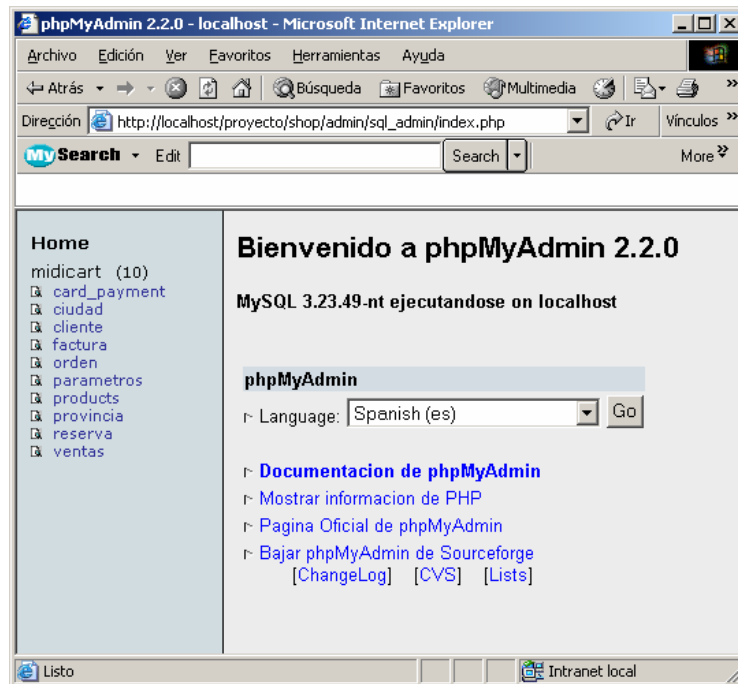 phpMyAdmin 2.2.0 - localhost - Microsoft Internet Explorer
Archivo Edición Ver Favoritos Herramientas Ayuda
Atrás Búsqueda Favoritos Multimedia »
Dirección http://localhost/proyecto/shop/admin/sql_admin/index.php Ir Vínculos »
My Search Edit Search More
Home
midicart (10)
card_payment
ciudad
cliente
factura
orden
parametros
products
provincia
reserva
ventas
Bienvenido a phpMyAdmin 2.2.0
MySQL 3.23.49-nt ejecutandose on localhost
phpMyAdmin
Language: Spanish (es) Go
Documentacion de phpMyAdmin
Mostrar informacion de PHP
Pagina Oficial de phpMyAdmin
Bajar phpMyAdmin de Sourceforge
[ChangeLog] [CVS] [Lists]
Listo Intranet local